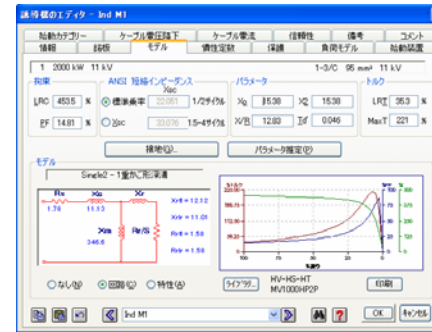 誘導機のエディタ - Ind M1
始動カテゴリー ケーブル電圧降下 ケーブル電流 信頼性 備考 コメント
情報 銘板 モデル 慣性定数 保護 負荷モデル 始動装置
1 2000 kW 11 kV 1-3/C 95 mm² 11 kV
拘束 ANSI 短絡インピーダンス パラメータ トルク
Xsc
LRC 453.5 % 標準乗率 22.051 1/2サイクル Xd 15.38 X2 15.38 LRT 35.3 %
PF 14.81 % Xsc 33.076 1.5-4サイクル X/R 12.83 Td' 0.046 MaxT 221 %
接地(G)... パラメータ推定(P)
モデル
Single2 - 1重かご形深溝
Rs Xs Xr
1.78 11.13
Xm 346.6 Rr/S
Xrfl = 12.12
Xrlr = 11.01
Rrfl = 1.58
Rrlr = 1.58
なし(N) 回路(C) 特性(A)
ライブラリ... HV-HS-HT
MV1000HP2P
印刷
Ind M1
OK キャンセル